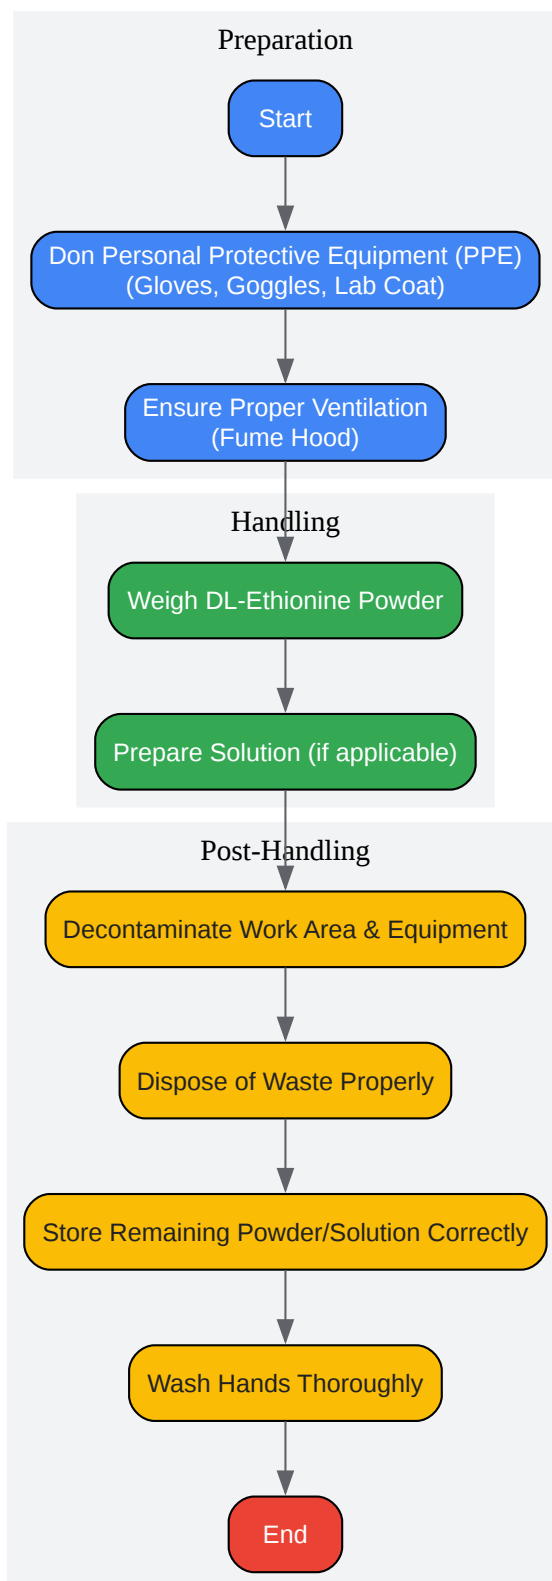 Preparation
Start
Don Personal Protective Equipment (PPE)
(Gloves, Goggles, Lab Coat)
Ensure Proper Ventilation
(Fume Hood)
Handling
Weigh DL-Ethionine Powder
Prepare Solution (if applicable)
Post-Handling
Decontaminate Work Area & Equipment
Dispose of Waste Properly
Store Remaining Powder/Solution Correctly
Wash Hands Thoroughly
End